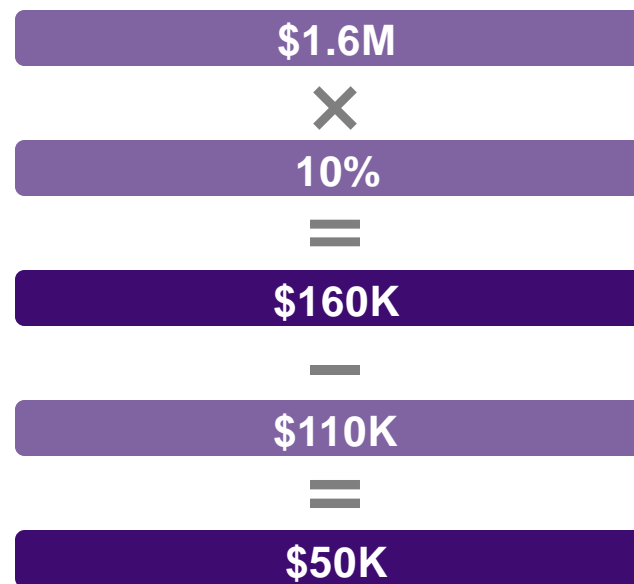 $1.6M
×
10%
=
$160K
–
$110K
=
$50K